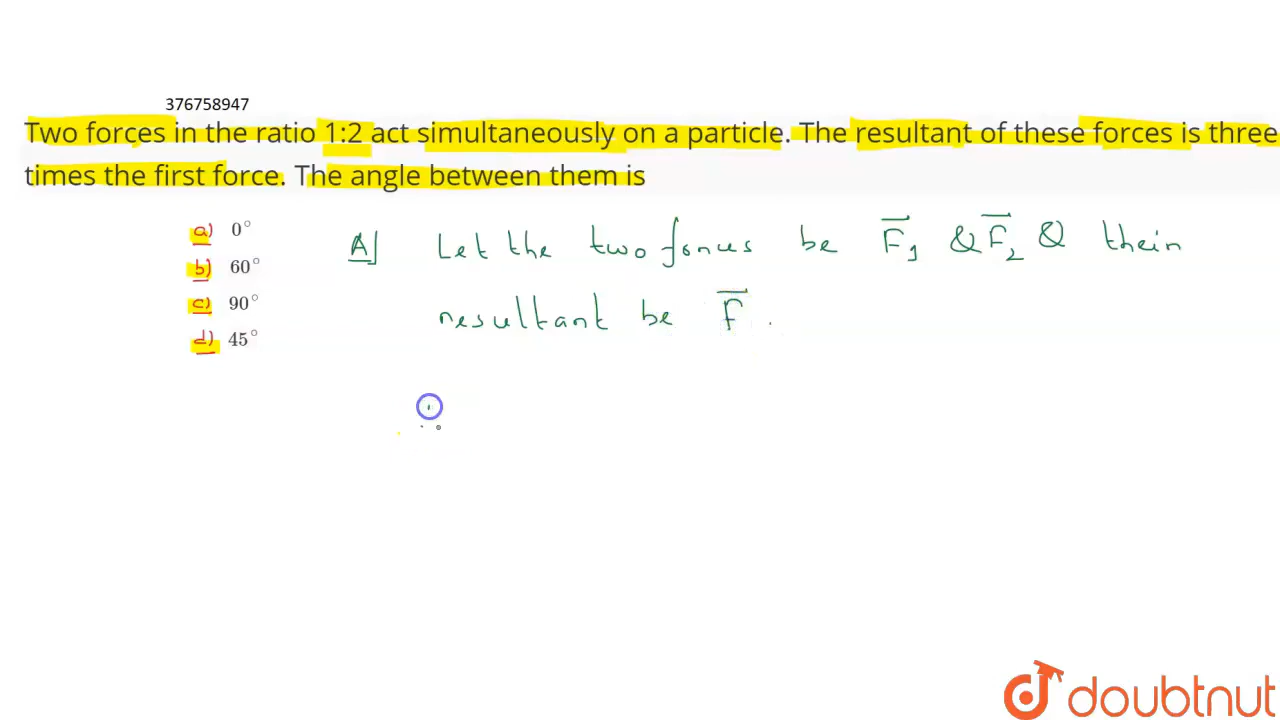 376758947
Two forces in the ratio 1:2 act simultaneously on a particle. The resultant of these forces is three
times the first force. The angle between them is
a) 0°
b) 60°
c) 90°
d) 45°
A] Let the two forces be F₁ & F₂ & their
resultant be F.
doubtnut